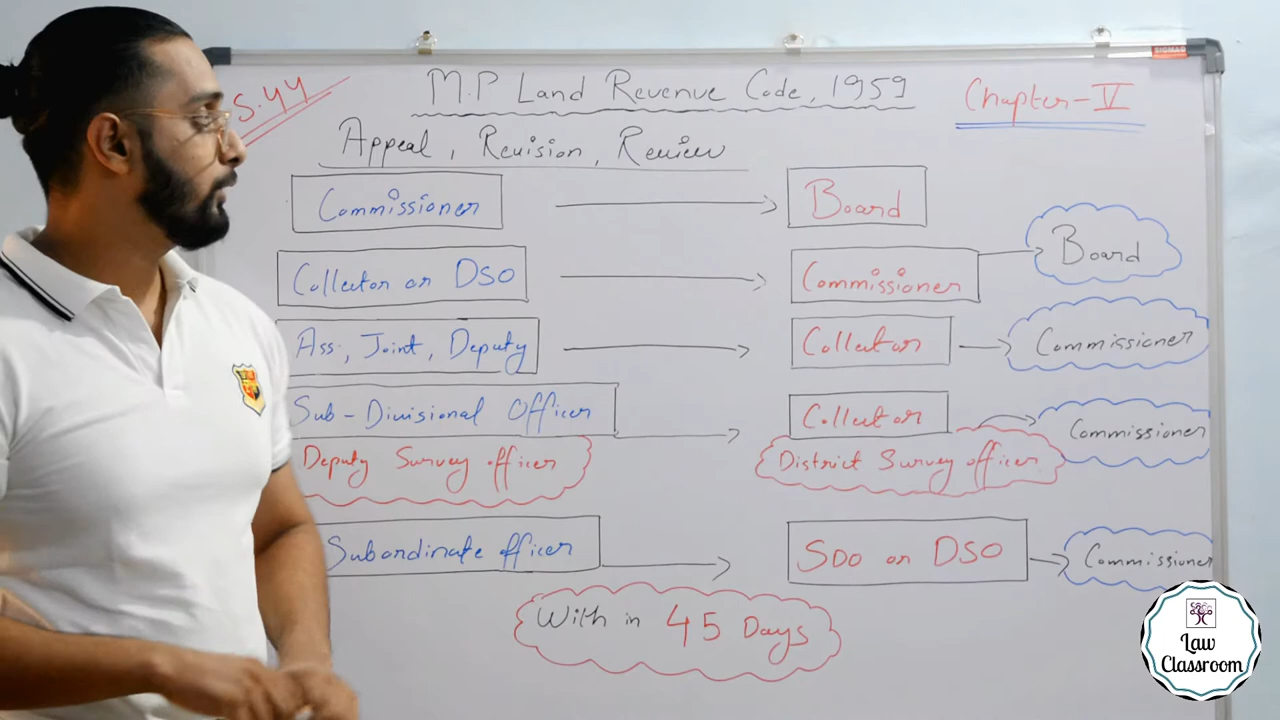 S.44
M.P Land Revenue Code, 1959
Chapter-V
Appeal, Revision, Review
Commissioner
Board
Collector or DSO
Commissioner
Board
Ass:, Joint, Deputy
Collector
Commissioner
Sub-Divisional Officer
Collector
Commissioner
Deputy Survey officer
District Survey officer
Subordinate officer
SDO or DSO
Commissioner
With in 45 Days
SIGMAD
Law
Classroom